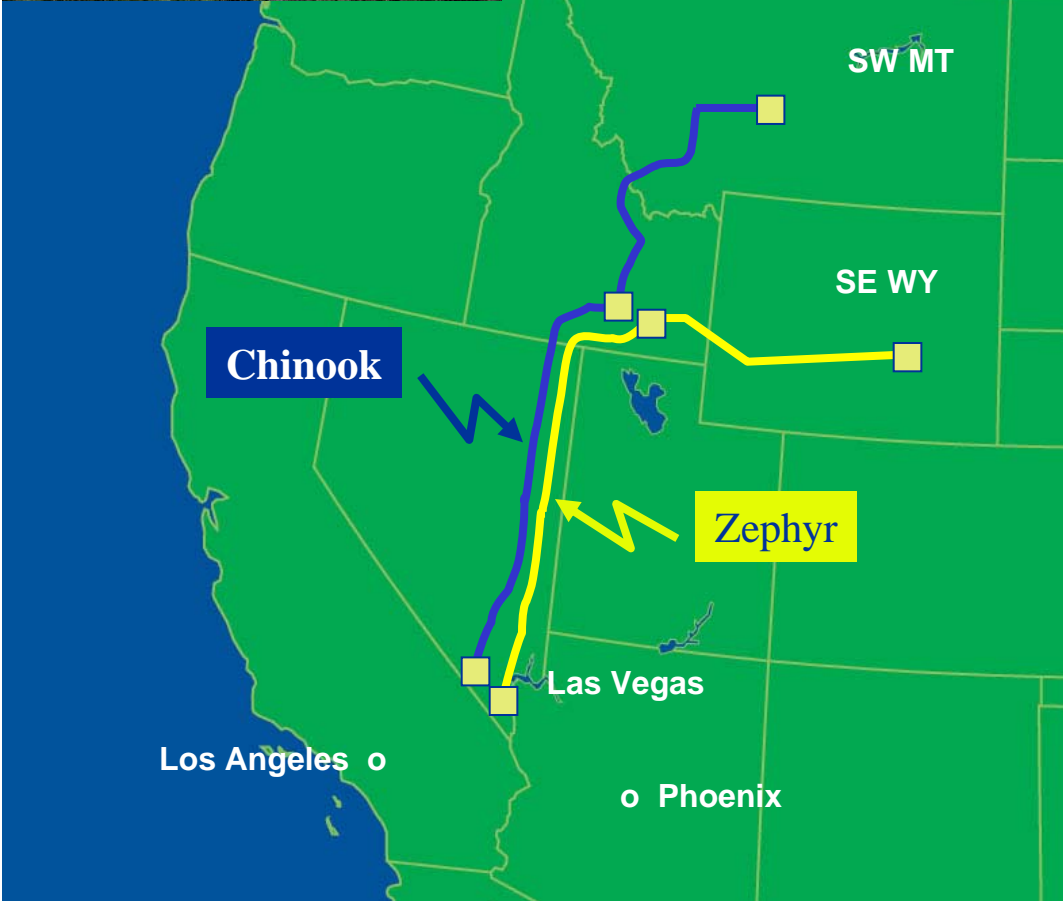 SW MT
SE WY
Chinook
Zephyr
Las Vegas
Los Angeles o
o Phoenix